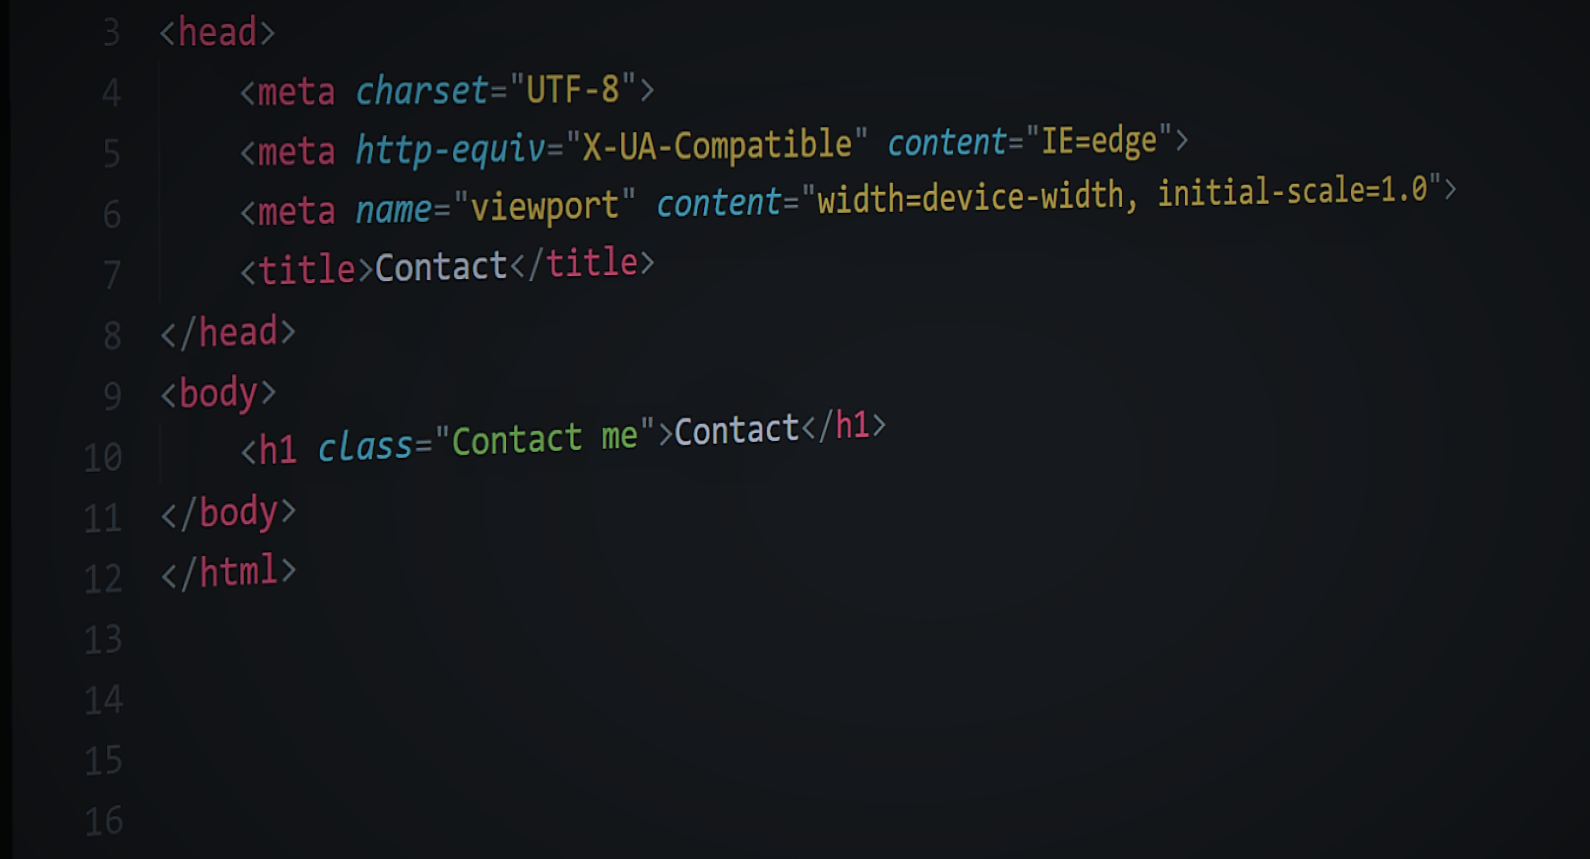 3 <head>
4 <meta charset="UTF-8">
5 <meta http-equiv="X-UA-Compatible" content="IE=edge">
6 <meta name="viewport" content="width=device-width, initial-scale=1.0">
7 <title>Contact</title>
8 </head>
9 <body>
10 <h1 class="Contact me">Contact</h1>
11 </body>
12 </html>
13
14
15
16